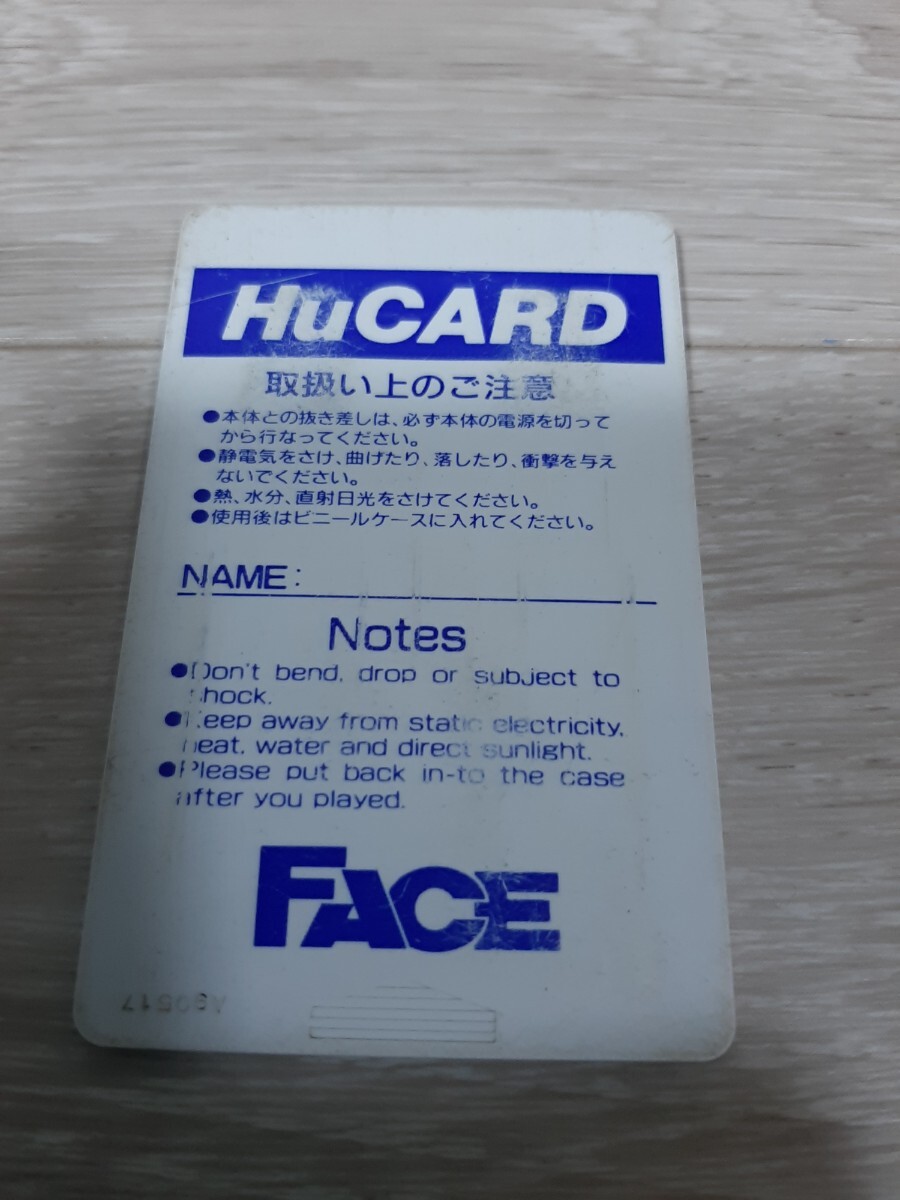 HuCARD
取扱い上のご注意
●本体との抜き差しは、必ず本体の電源を切って
から行なってください。
●静電気をさけ、曲げたり、落したり、衝撃を与え
ないでください。
●熱、水分、直射日光をさけてください。
●使用後はビニールケースに入れてください。
NAME:
Notes
●Don't bend, drop or subject to
shock.
●Keep away from static electricity,
heat, water and direct sunlight.
●Please put back in-to the case
after you played.
FACE